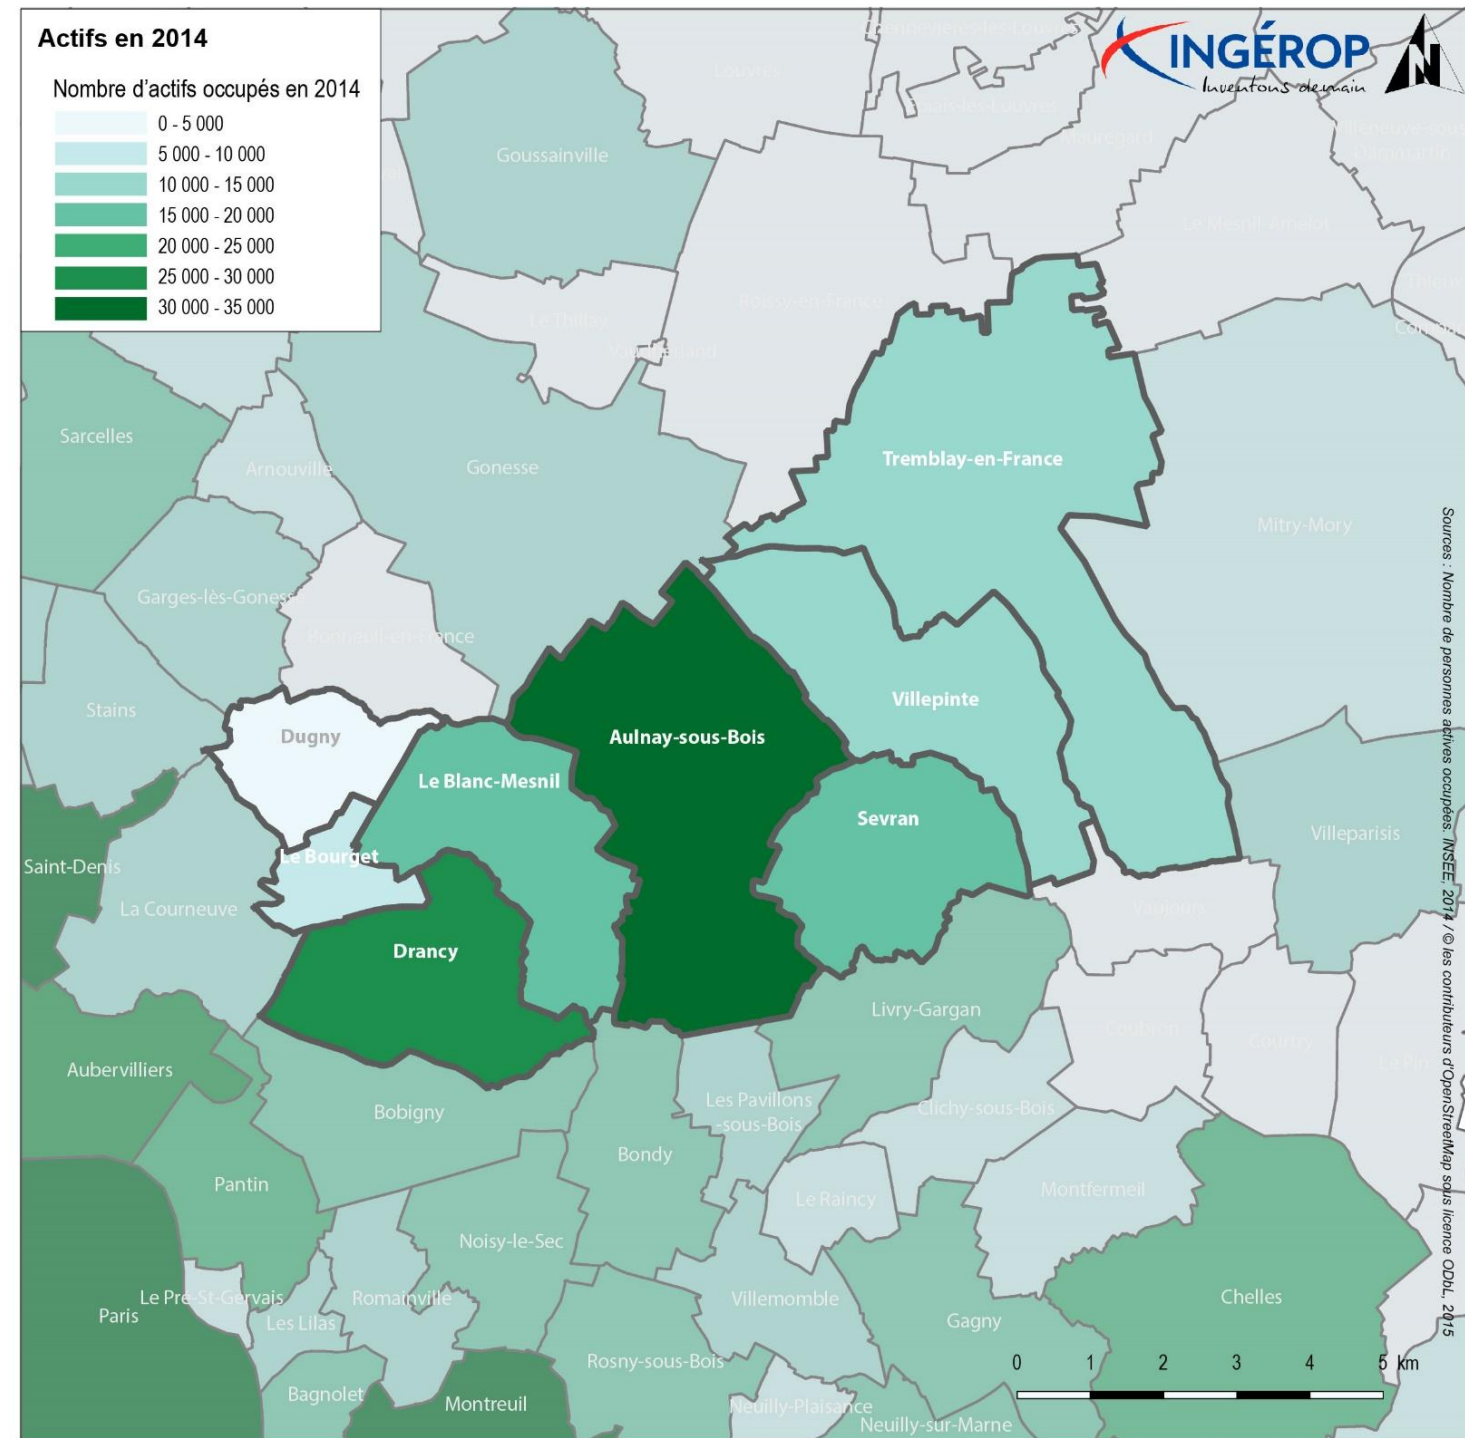 Actifs en 2014
Nombre d'actifs occupés en 2014
0 - 5 000
5 000 - 10 000
10 000 - 15 000
15 000 - 20 000
20 000 - 25 000
25 000 - 30 000
30 000 - 35 000
INGÉROP
Inventons demain
N
Louvres
Goussainville
Mauregard
Le Mesnil-Amelot
Roissy-en-France
Le Thillay
Vaudherland
Sarcelles
Arnouville
Gonesse
Tremblay-en-France
Mitry-Mory
Garges-lès-Gonesse
Bonneuil-en-France
Stains
Dugny
Villepinte
Aulnay-sous-Bois
Le Blanc-Mesnil
Sevran
Villeparisis
Le Bourget
Saint-Denis
La Courneuve
Vaujours
Drancy
Livry-Gargan
Coubron
Courtry
Le Pin
Aubervilliers
Bobigny
Les Pavillons
-sous-Bois
Clichy-sous-Bois
Bondy
Pantin
Le Raincy
Montfermeil
Noisy-le-Sec
Le Pré-St-Gervais
Romainville
Villemomble
Chelles
Paris
Les Lilas
Gagny
Rosny-sous-Bois
Bagnolet
Montreuil
Neuilly-Plaisance
Neuilly-sur-Marne
0 1 2 3 4 5 km
Sources : Nombre de personnes actives occupées. INSEE, 2014 / © les contributeurs d'OpenStreetMap sous licence ODbL, 2015